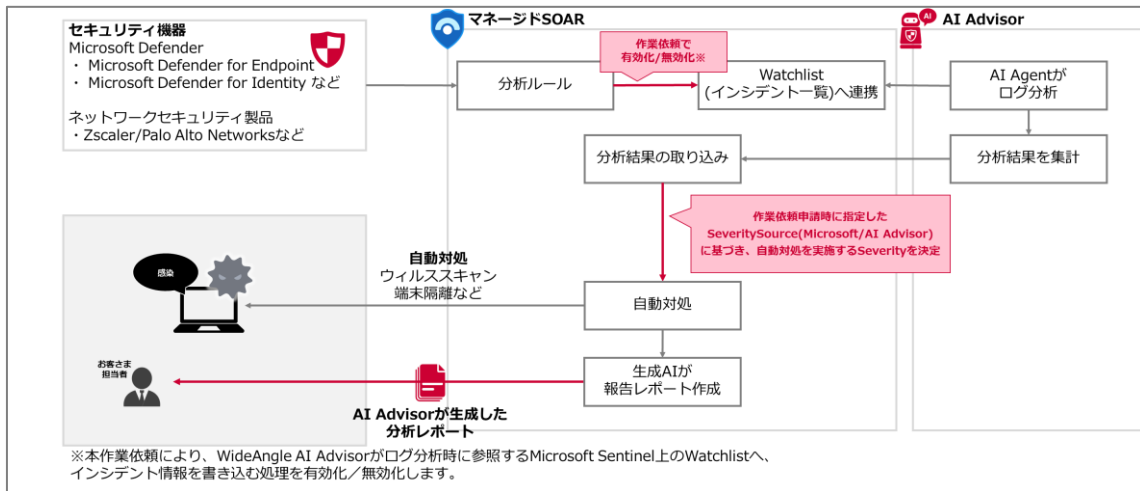 セキュリティ機器
Microsoft Defender
・ Microsoft Defender for Endpoint
・ Microsoft Defender for Identity など
ネットワークセキュリティ製品
・Zscaler/Palo Alto Networksなど
マネージドSOAR
AI
AI Advisor
分析ルール
作業依頼で
有効化/無効化※
Watchlist
(インシデント一覧)へ連携
AI Agentが
ログ分析
分析結果の取り込み
分析結果を集計
作業依頼申請時に指定した
SeveritySource(Microsoft/AI Advisor)
に基づき、自動対処を実施するSeverityを決定
感染
自動対処
ウィルススキャン
端末隔離など
自動対処
お客さま
担当者
生成AIが
報告レポート作成
AI Advisorが生成した
分析レポート
※本作業依頼により、WideAngle AI Advisorがログ分析時に参照するMicrosoft Sentinel上のWatchlistへ、
インシデント情報を書き込む処理を有効化／無効化します。